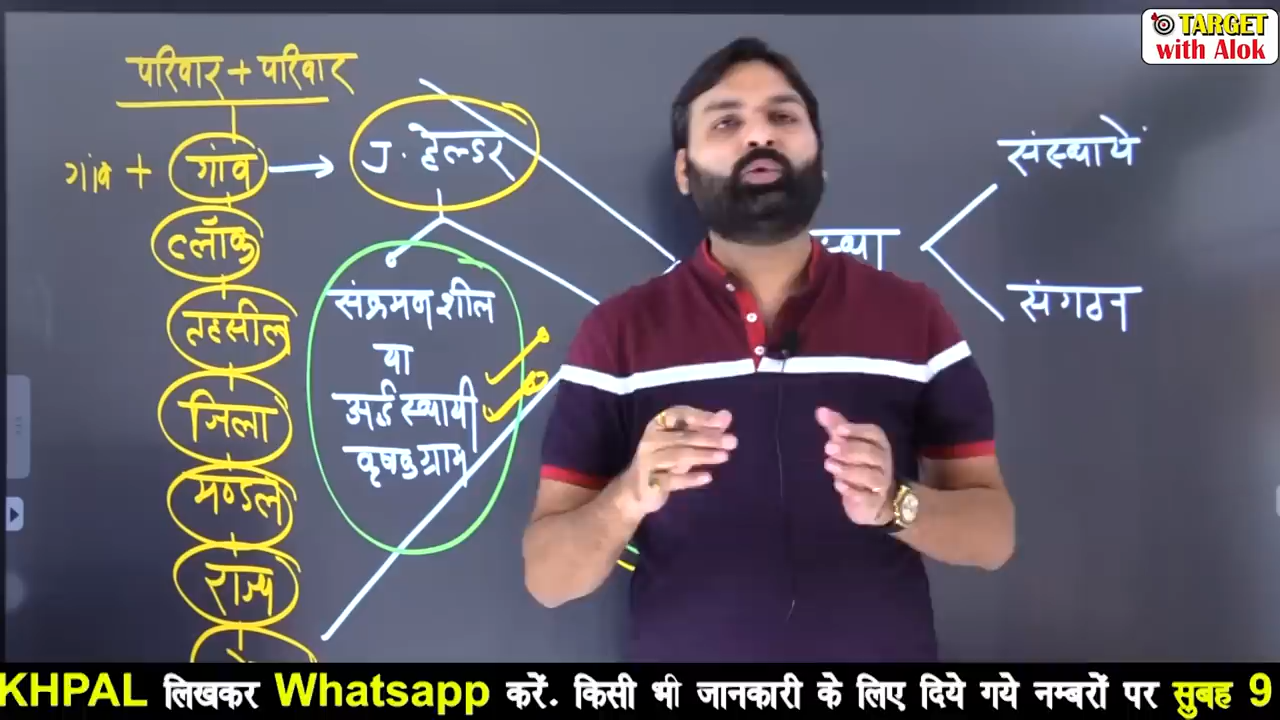 TARGET
with Alok
परिवार + परिवार
गांव + गांव → J. हेल्डर
ब्लॉक
तहसील
जिला
मण्डल
राज्य
संक्रमणशील
या
अर्द्धस्थायी
कृषक ग्राम
संस्थायें
संगठन
KHPAL लिखकर Whatsapp करें. किसी भी जानकारी के लिए दिये गये नम्बरों पर सुबह 9